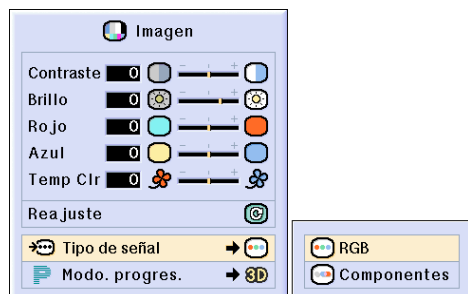 Imagen
Contraste 0
Brillo 0
Rojo 0
Azul 0
Temp Clr 0
Reajuste
Tipo de señal
Modo. progres. 3D
RGB
Componentes